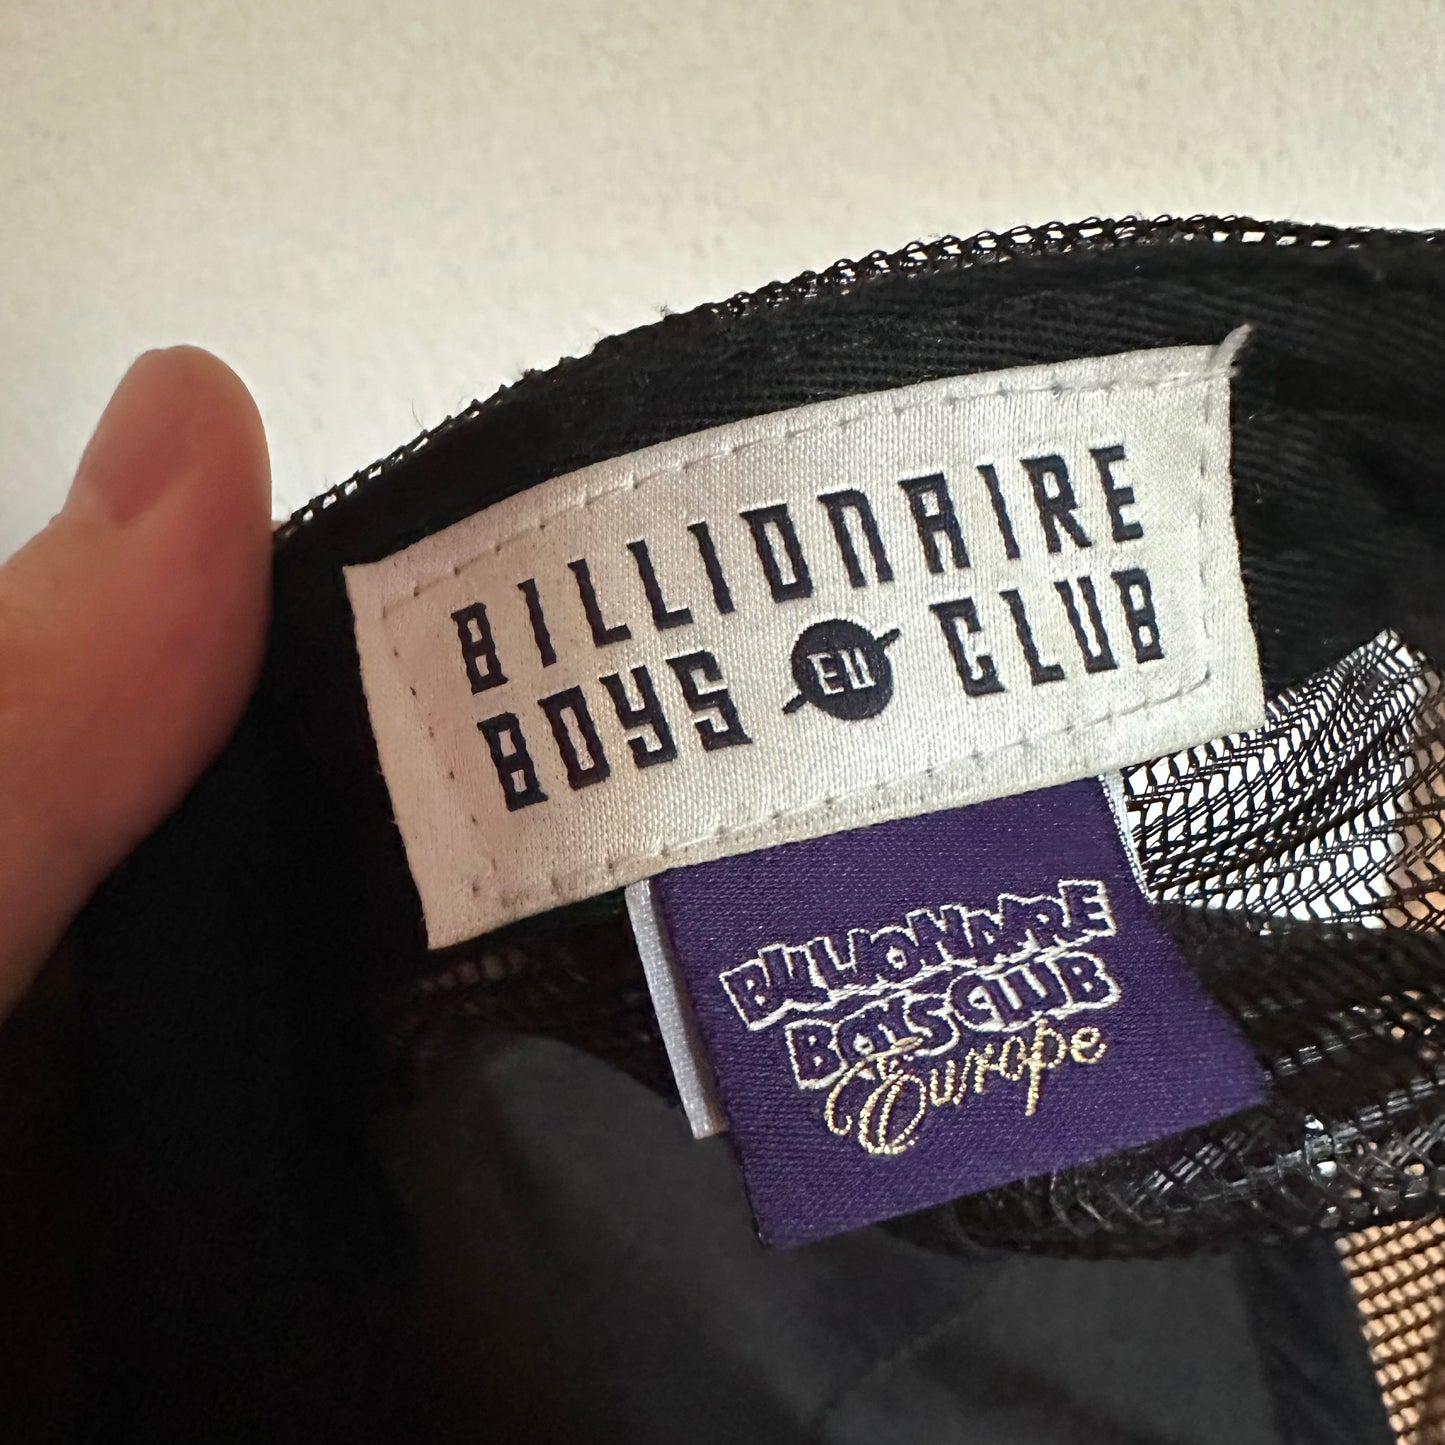 BILLIONAIRE
BOYS EU CLUB
BILLIONAIRE
BOYS CLUB
Europe